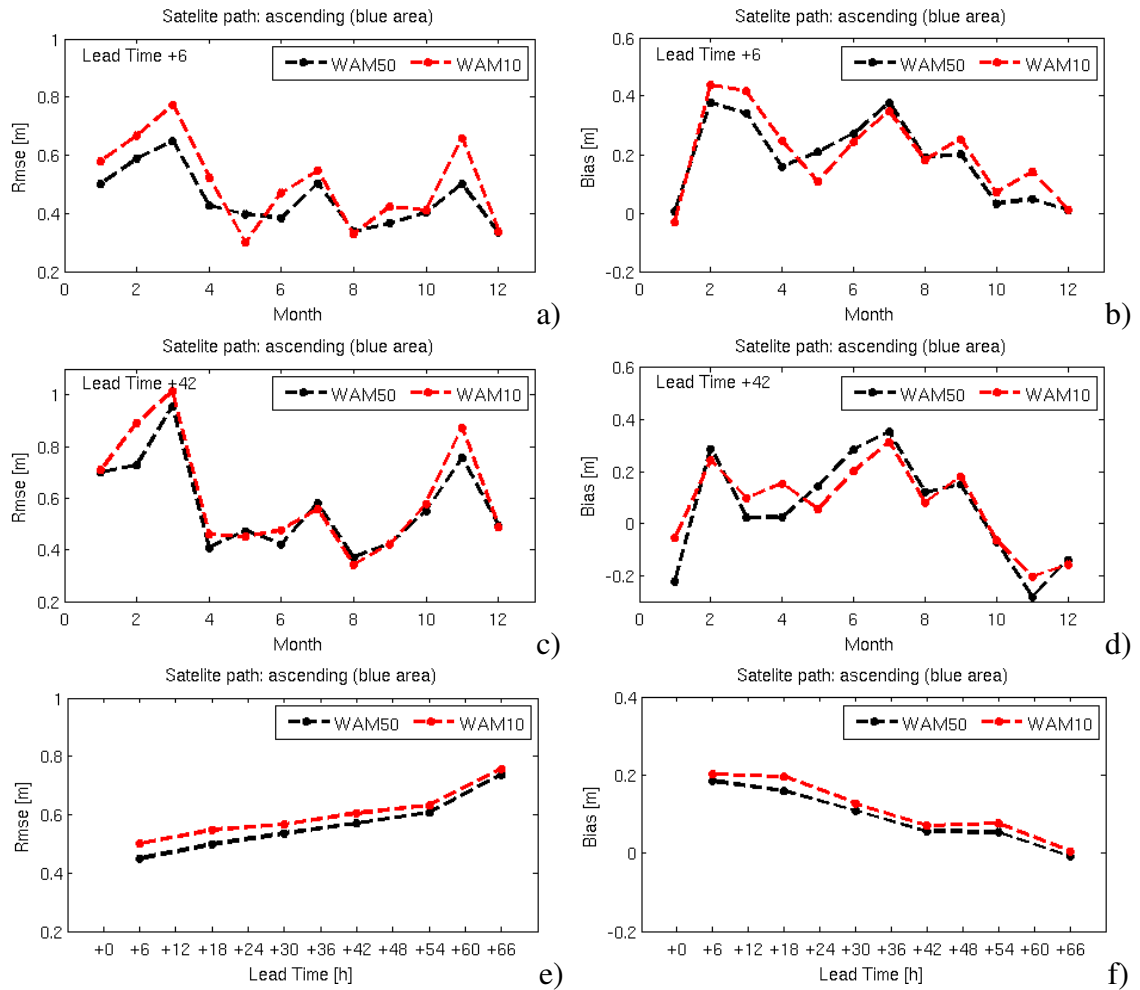 Satelite path: ascending (blue area)
Lead Time +6
WAM50 WAM10
Rmse [m]
1
0.8
0.6
0.4
0.2
0 2 4 6 8 10 12
Month
a)
Satelite path: ascending (blue area)
Lead Time +6
WAM50 WAM10
Bias [m]
0.6
0.4
0.2
0
-0.2
0 2 4 6 8 10 12
Month
b)
Satelite path: ascending (blue area)
Lead Time +42
WAM50 WAM10
Rmse [m]
1
0.8
0.6
0.4
0.2
0 2 4 6 8 10 12
Month
c)
Satelite path: ascending (blue area)
Lead Time +42
WAM50 WAM10
Bias [m]
0.6
0.4
0.2
0
-0.2
0 2 4 6 8 10 12
Month
d)
Satelite path: ascending (blue area)
WAM50 WAM10
Rmse [m]
1
0.8
0.6
0.4
0.2
+0 +6 +12 +18 +24 +30 +36 +42 +48 +54 +60 +66
Lead Time [h]
e)
Satelite path: ascending (blue area)
WAM50 WAM10
Bias [m]
0.4
0.2
0
-0.2
+0 +6 +12 +18 +24 +30 +36 +42 +48 +54 +60 +66
Lead Time [h]
f)